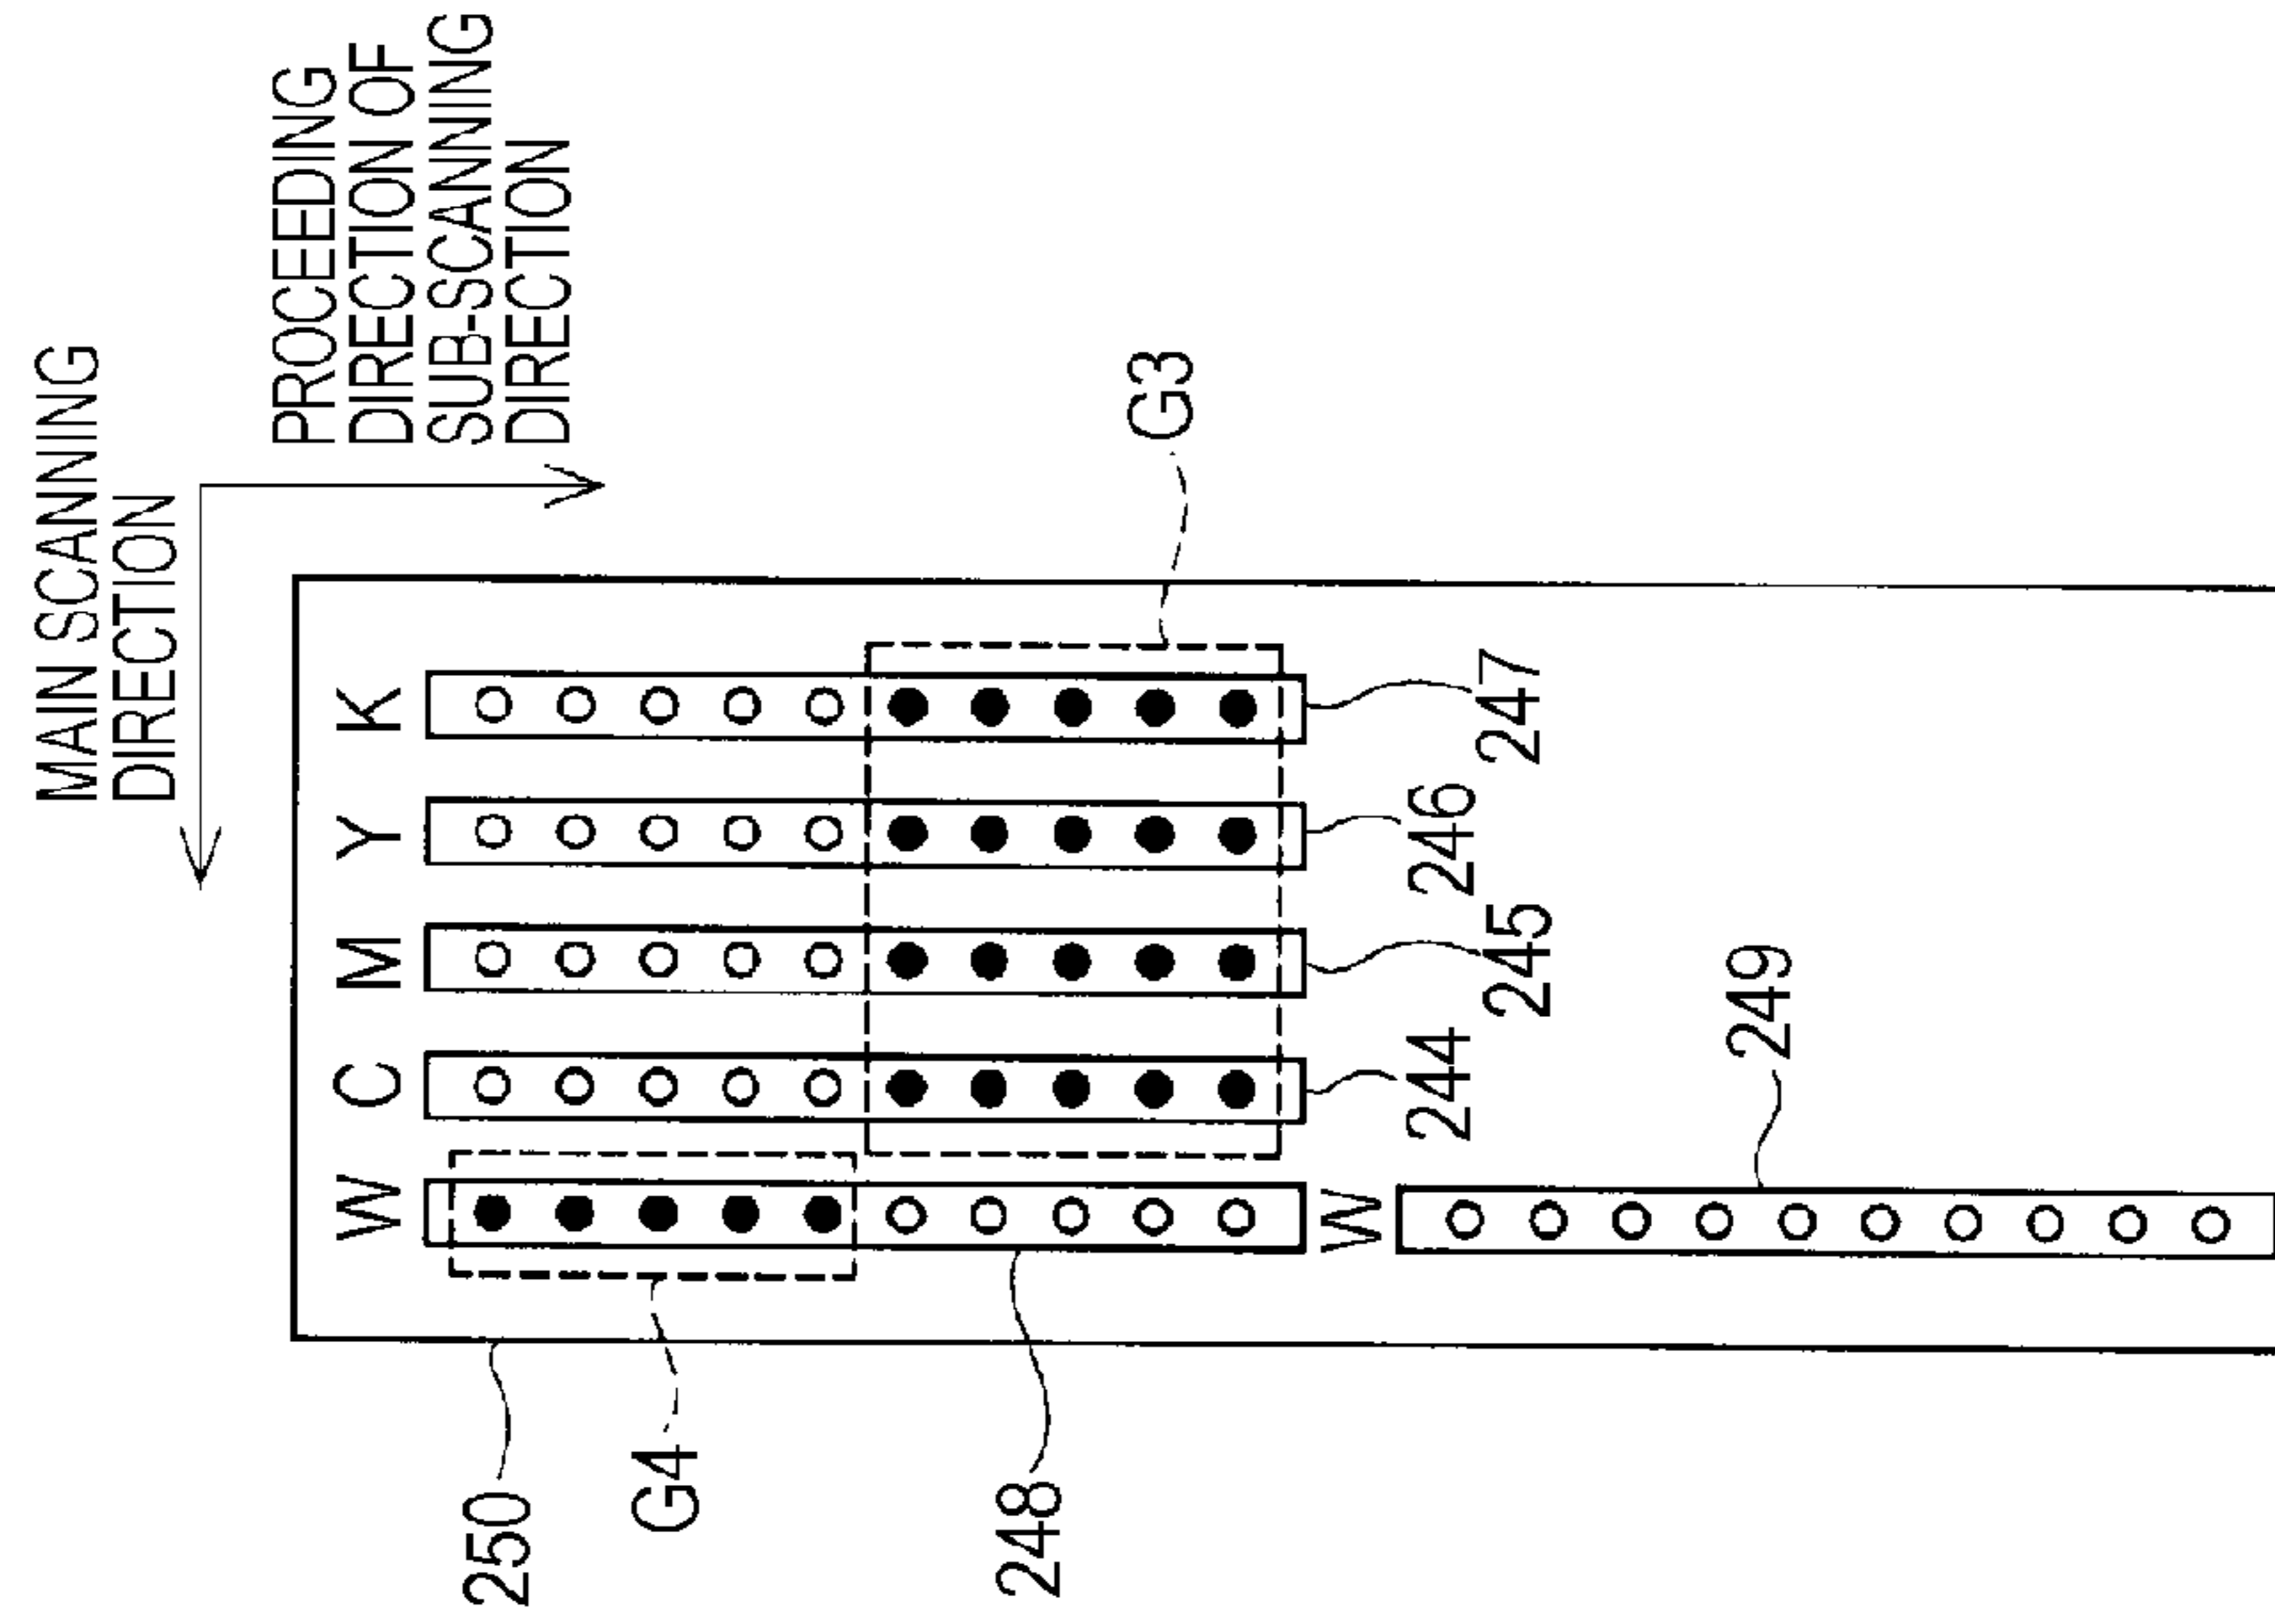 MAIN SCANNING
DIRECTION
PROCEEDING
DIRECTION OF
SUB-SCANNING
DIRECTION
W
C
M
Y
K
G3
G4
250
248
244
245
246
247
W
249